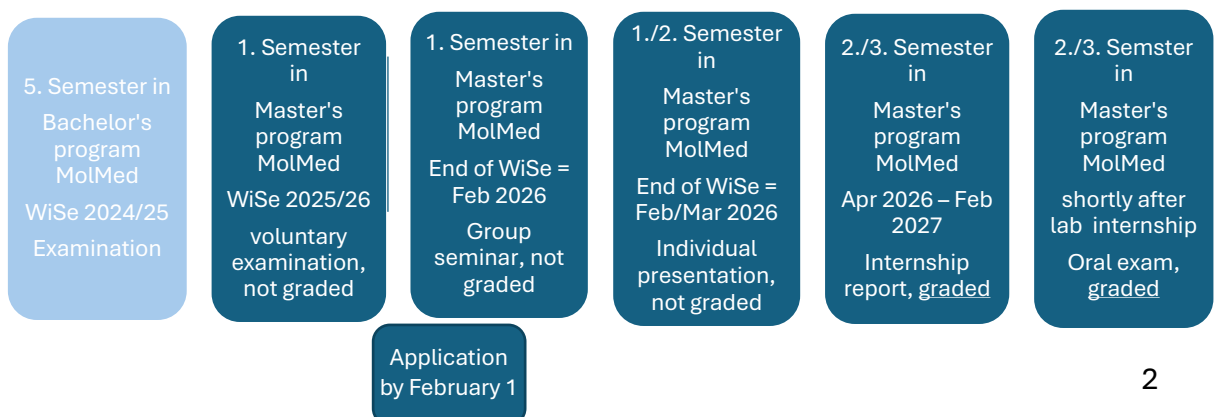 5. Semester in
Bachelor's
program
MolMed
WiSe 2024/25
Examination
1. Semester
in
Master's
program
MolMed
WiSe 2025/26
voluntary
examination,
not graded
1. Semester in
Master's
program
MolMed
End of WiSe =
Feb 2026
Group
seminar, not
graded
1./2. Semester
in
Master's
program
MolMed
End of WiSe =
Feb/Mar 2026
Individual
presentation,
not graded
2./3. Semester
in
Master's
program
MolMed
Apr 2026 – Feb
2027
Internship
report, graded
2./3. Semster
in
Master's
program
MolMed
shortly after
lab internship
Oral exam,
graded
Application
by February 1
2